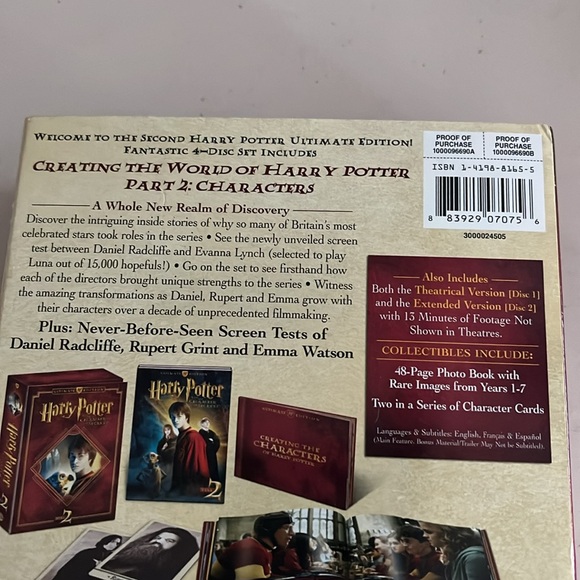 Welcome to the Second Harry Potter Ultimate Edition!
Fantastic 4-Disc Set Includes
Creating the World of Harry Potter
Part 2: Characters
A Whole New Realm of Discovery
Discover the intriguing inside stories of why so many of Britain's most
celebrated stars took roles in the series • See the newly unveiled screen
test between Daniel Radcliffe and Evanna Lynch (selected to play
Luna out of 15,000 hopefuls!) • Go on the set to see firsthand how
each of the directors brought unique strengths to the series • Witness
the amazing transformations as Daniel, Rupert and Emma grow with
their characters over a decade of unprecedented filmmaking.
Plus: Never-Before-Seen Screen Tests of
Daniel Radcliffe, Rupert Grint and Emma Watson
PROOF OF
PURCHASE
1000096690A
PROOF OF
PURCHASE
1000096690B
ISBN 1-4198-8165-5
8 83929 07075 6
3000024505
Also Includes
Both the Theatrical Version [Disc 1]
and the Extended Version [Disc 2]
with 13 Minutes of Footage Not
Shown in Theatres.
COLLECTIBLES INCLUDE:
48-Page Photo Book with
Rare Images from Years 1-7
Two in a Series of Character Cards
Languages & Subtitles: English, Français & Español
(Main Feature. Bonus Material/Trailer May Not be Subtitled).
ULTIMATE EDITION
Harry Potter
Harry Potter
2
2
Harry Potter
YEAR 2
ULTIMATE EDITION
CREATING THE
CHARACTERS
OF HARRY POTTER